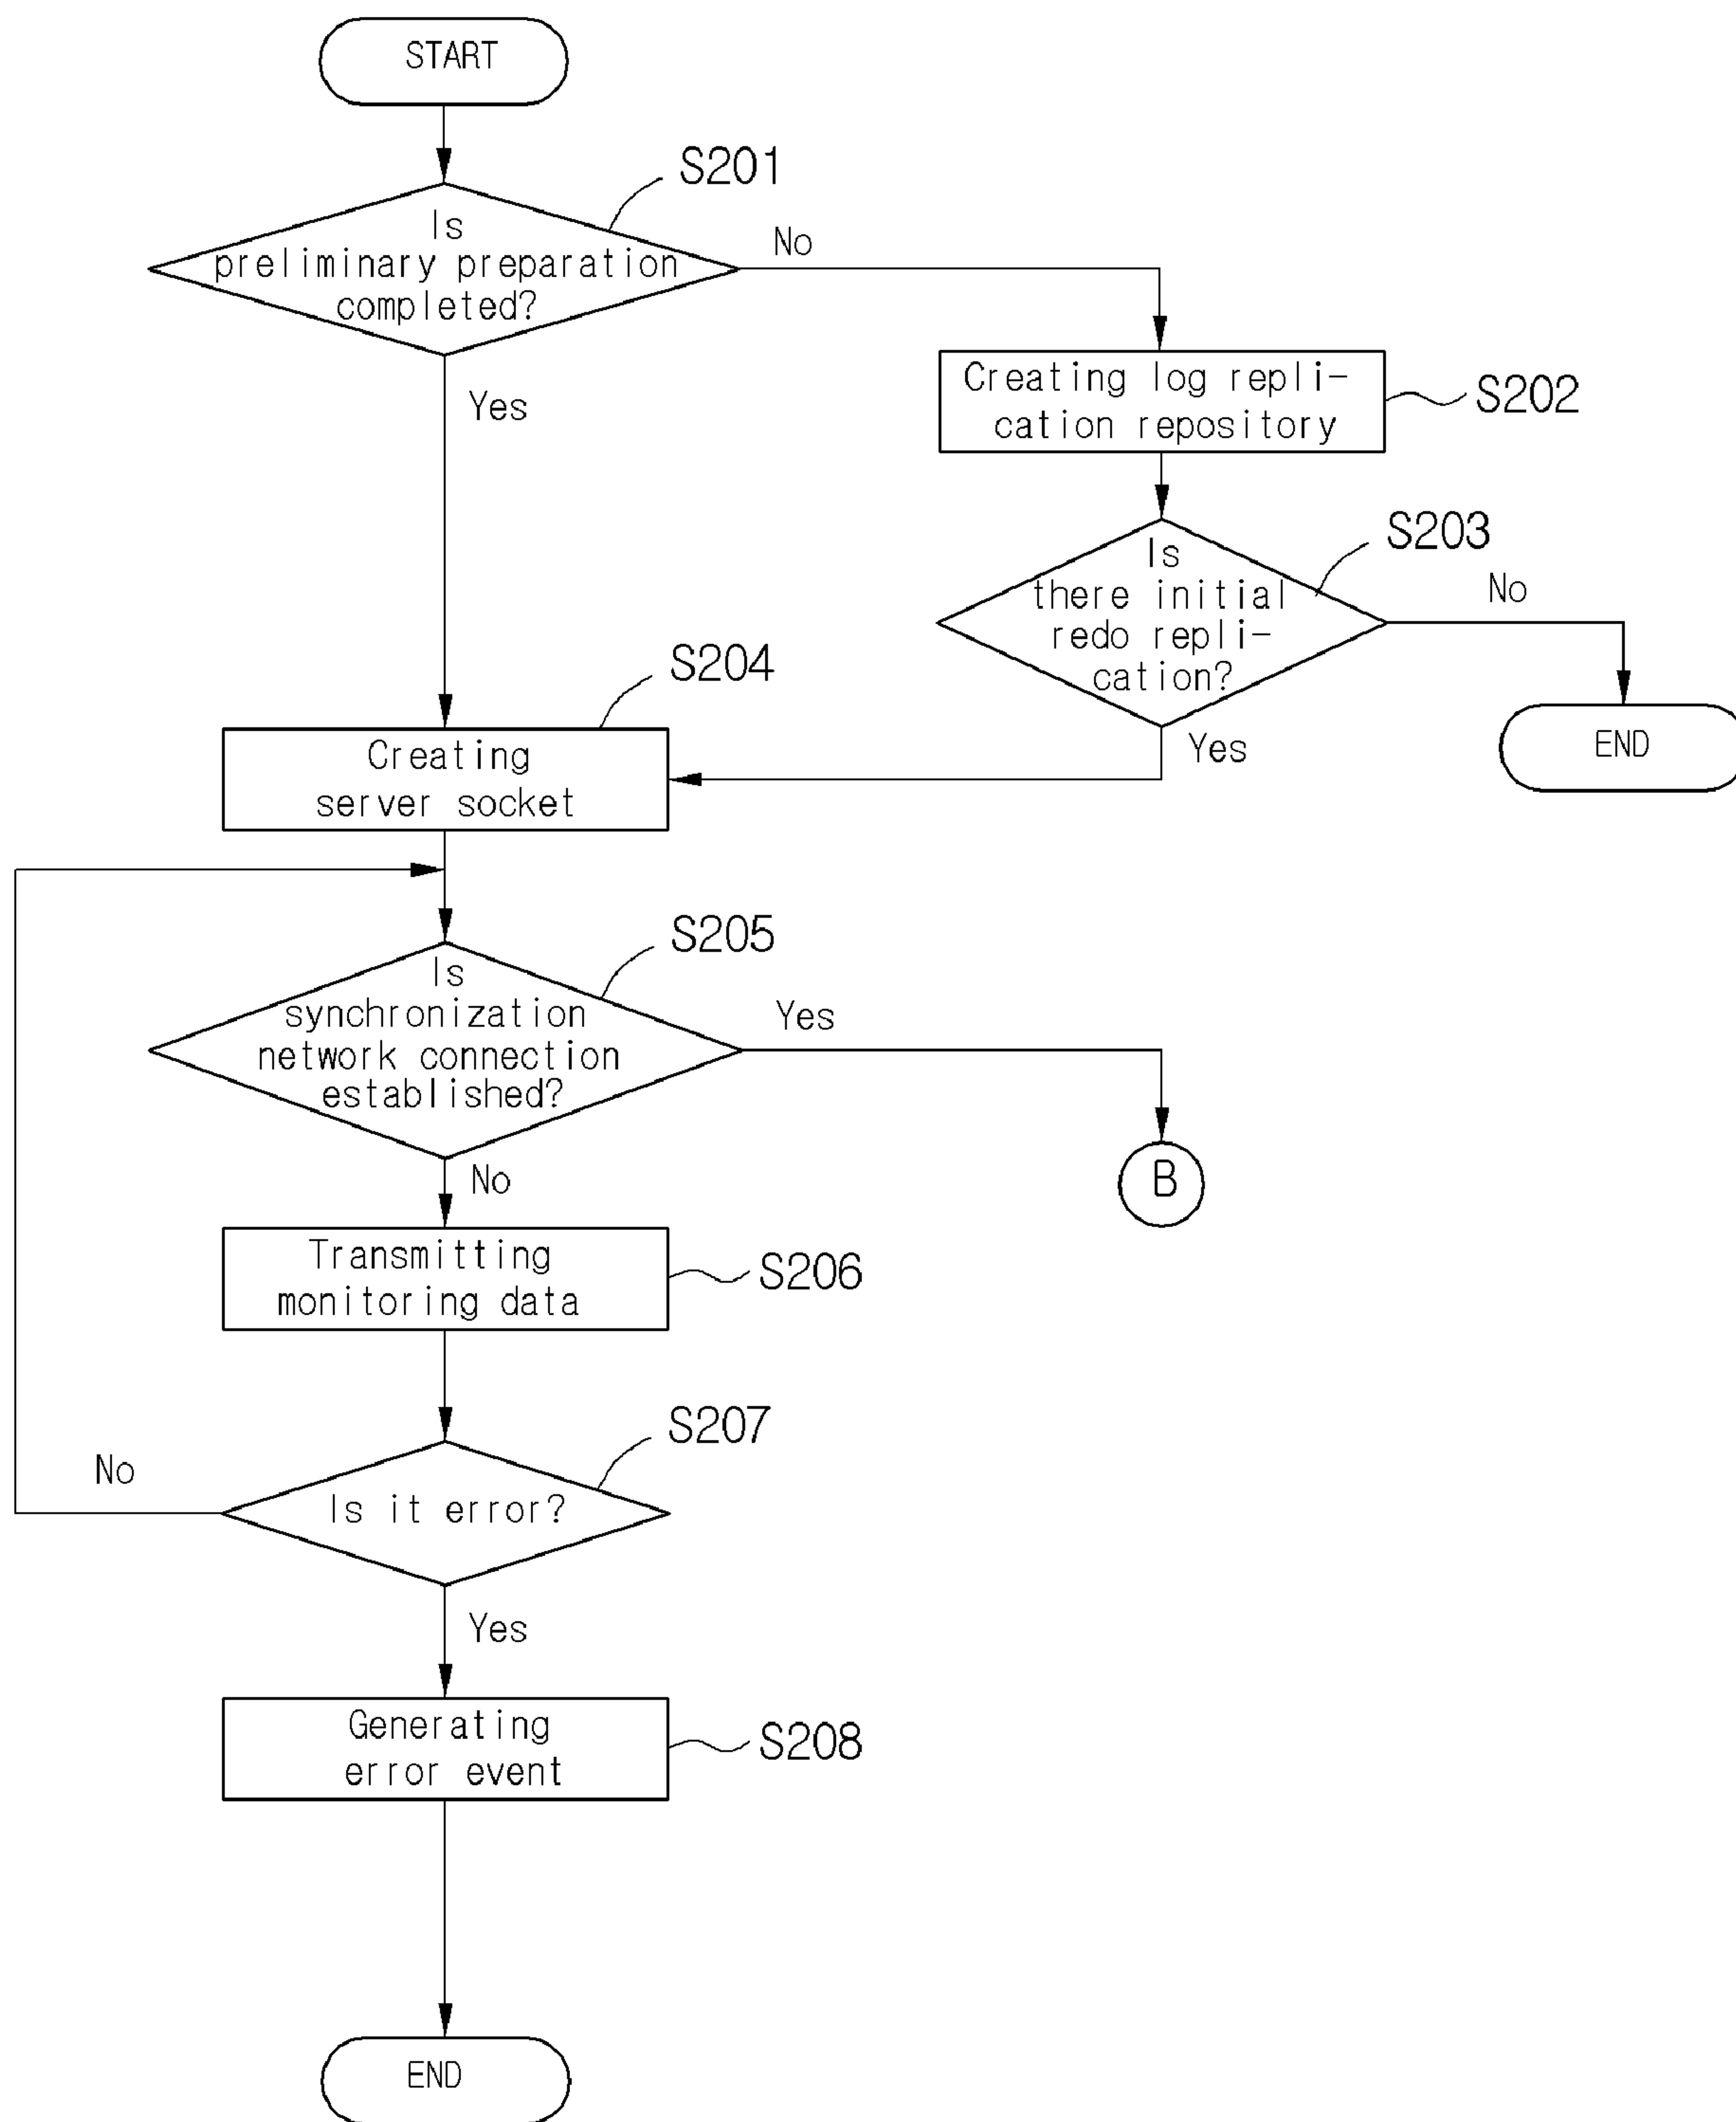 START
S201
Is
preliminary preparation
completed?
No
Yes
Creating log repli-
cation repository
S202
S203
Is
there initial
redo repli-
cation?
No
Yes
END
S204
Creating
server socket
S205
Is
synchronization
network connection
established?
Yes
No
B
Transmitting
monitoring data
S206
S207
No
Is it error?
Yes
Generating
error event
S208
END